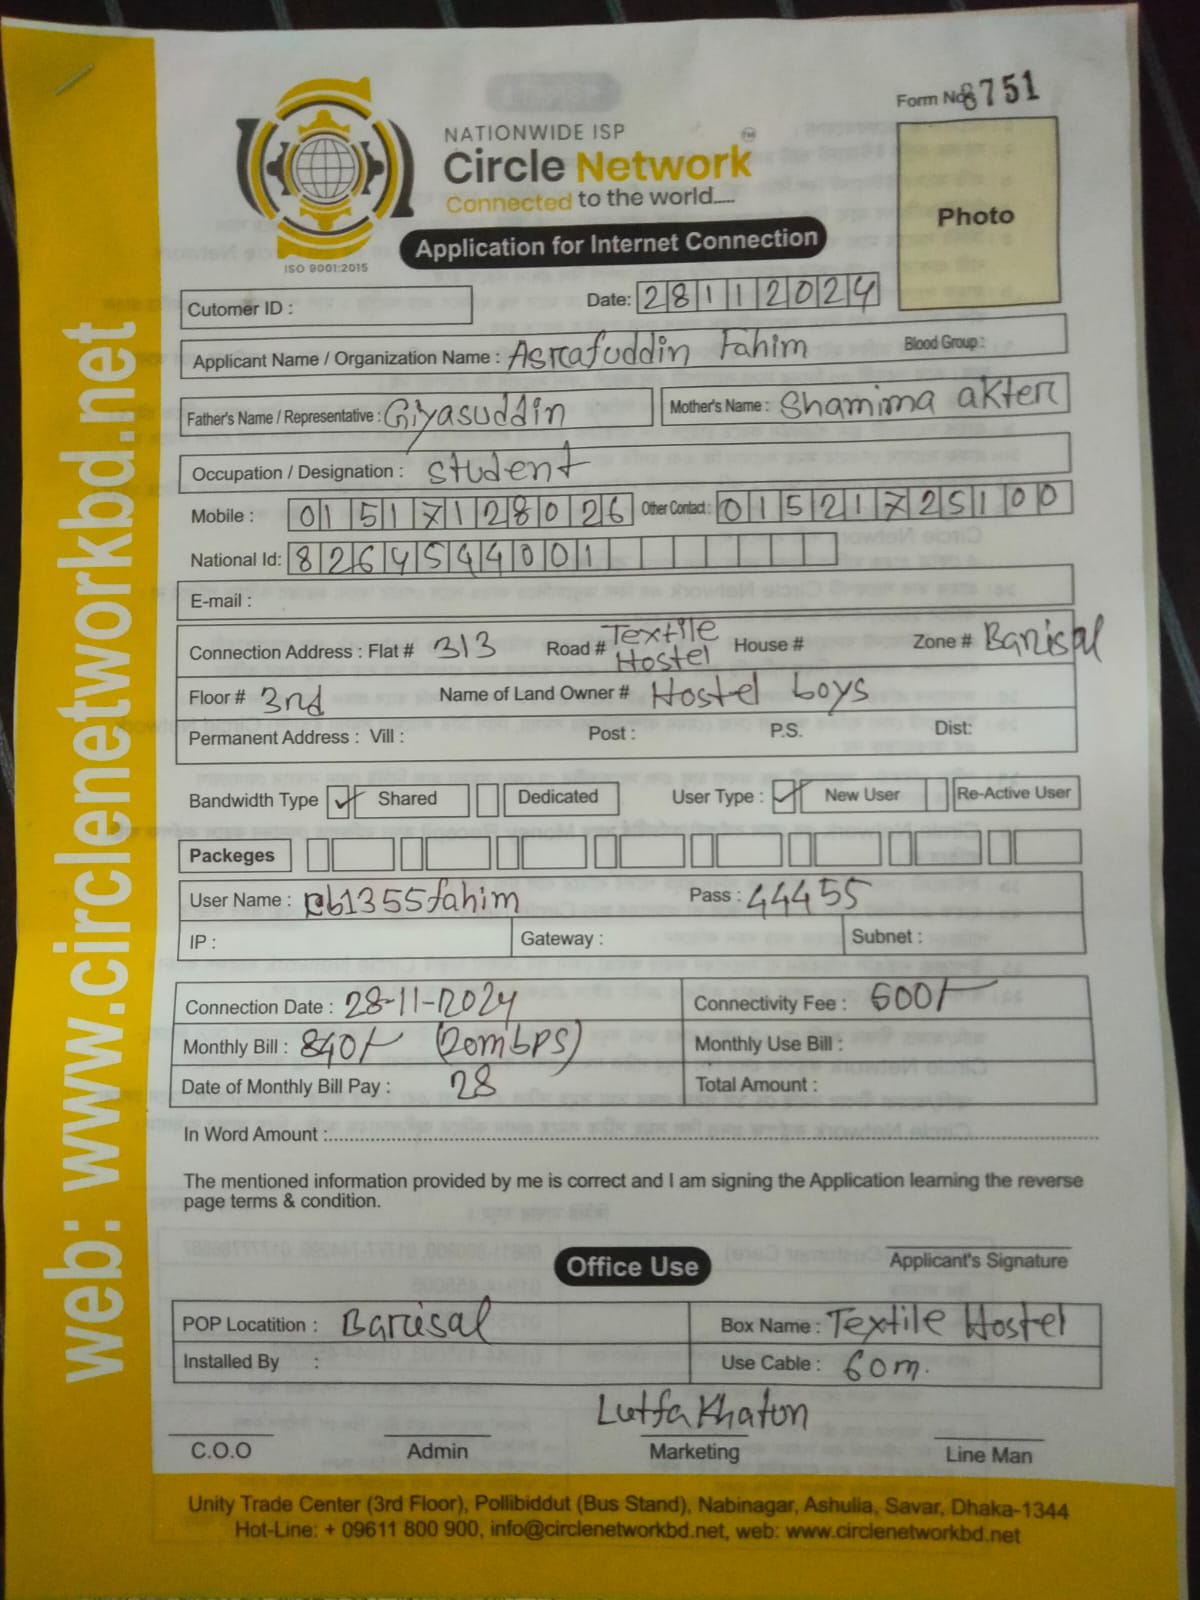 Form No 8751
NATIONWIDE ISP
Circle Network TM
Connected to the world.....
ISO 9001:2015
Application for Internet Connection
Photo
Cutomer ID :
Date: 28112024
Applicant Name / Organization Name : Asrafuddin Fahim Blood Group :
Father's Name / Representative : Giyasuddin Mother's Name : Shamima akter
Occupation / Designation : student
Mobile : 01517128026 Other Contact : 01521725100
National Id: 8264544001
E-mail :
Connection Address : Flat # 313 Road # Textile Hostel House # Zone # Barisal
Floor # 3rd Name of Land Owner # Hostel boys
Permanent Address : Vill : Post : P.S. Dist:
Bandwidth Type ✓ Shared Dedicated User Type : ✓ New User Re-Active User
Packeges
User Name : cb1355fahim Pass : 44455
IP : Gateway : Subnet :
Connection Date : 28-11-2024 Connectivity Fee : 500/-
Monthly Bill : 840/- (20mbps) Monthly Use Bill :
Date of Monthly Bill Pay : 28 Total Amount :
In Word Amount :
The mentioned information provided by me is correct and I am signing the Application learning the reverse
page terms & condition.
Applicant's Signature
Office Use
POP Locatition : Barisal Box Name : Textile Hostel
Installed By : Use Cable : 60m.
Lutfa Khaton
C.O.O Admin Marketing Line Man
Unity Trade Center (3rd Floor), Pollibiddut (Bus Stand), Nabinagar, Ashulia, Savar, Dhaka-1344
Hot-Line: + 09611 800 900, info@circlenetworkbd.net, web: www.circlenetworkbd.net
web: www.circlenetworkbd.net